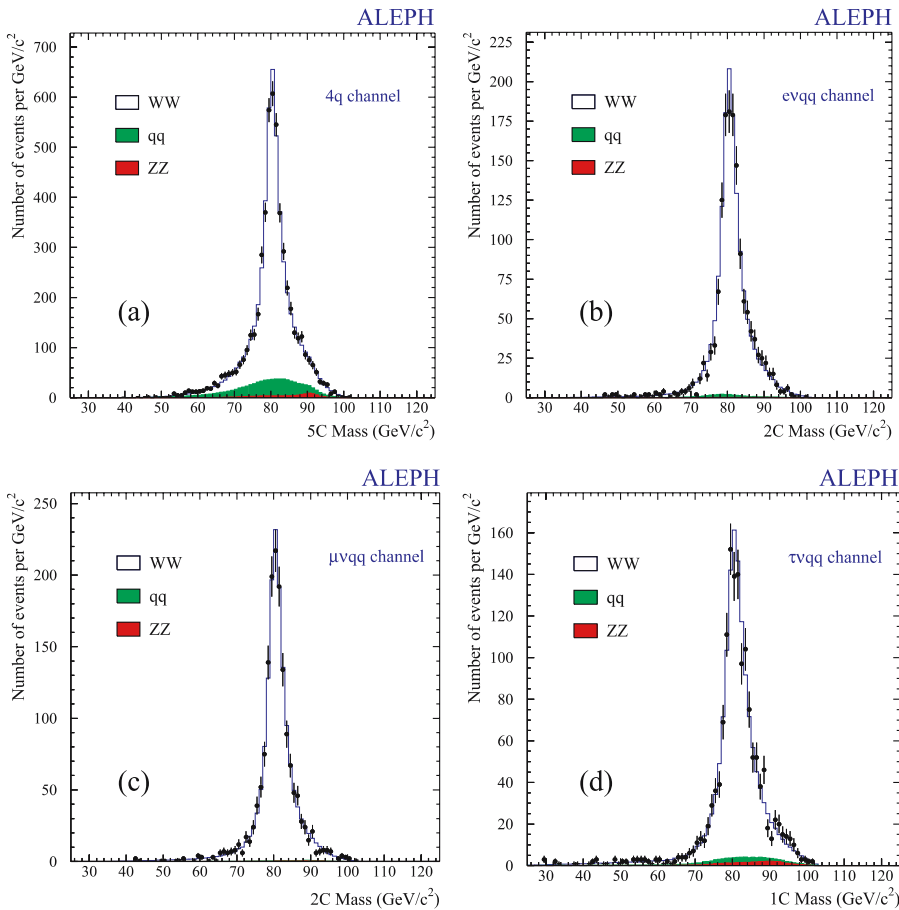 ALEPH
Number of events per GeV/c²
700
600
500
400
300
200
100
0
WW
qq
ZZ
4q channel
(a)
30 40 50 60 70 80 90 100 110 120
5C Mass (GeV/c²)
ALEPH
Number of events per GeV/c²
225
200
175
150
125
100
75
50
25
0
WW
qq
ZZ
eνqq channel
(b)
30 40 50 60 70 80 90 100 110 120
2C Mass (GeV/c²)
ALEPH
Number of events per GeV/c²
250
200
150
100
50
0
WW
qq
ZZ
μνqq channel
(c)
30 40 50 60 70 80 90 100 110 120
2C Mass (GeV/c²)
ALEPH
Number of events per GeV/c²
160
140
120
100
80
60
40
20
0
WW
qq
ZZ
τνqq channel
(d)
30 40 50 60 70 80 90 100 110 120
1C Mass (GeV/c²)